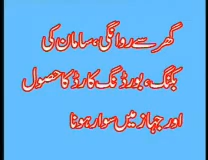 گھر سے روانگی، سامان کی
بکنگ، بورڈنگ کارڈ کا حصول
اور جہاز میں سوار ہونا